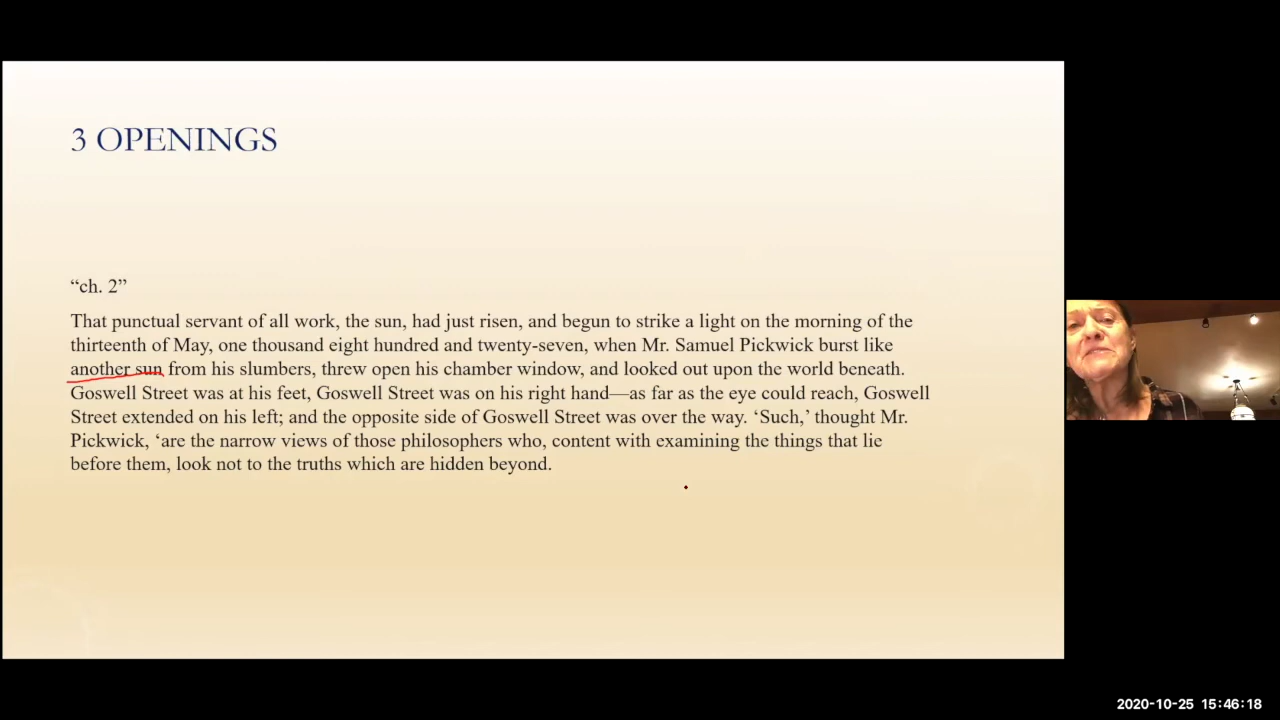 3 OPENINGS
“ch. 2”
That punctual servant of all work, the sun, had just risen, and begun to strike a light on the morning of the
thirteenth of May, one thousand eight hundred and twenty-seven, when Mr. Samuel Pickwick burst like
another sun from his slumbers, threw open his chamber window, and looked out upon the world beneath.
Goswell Street was at his feet, Goswell Street was on his right hand—as far as the eye could reach, Goswell
Street extended on his left; and the opposite side of Goswell Street was over the way. ‘Such,’ thought Mr.
Pickwick, ‘are the narrow views of those philosophers who, content with examining the things that lie
before them, look not to the truths which are hidden beyond.
2020-10-25 15:46:18